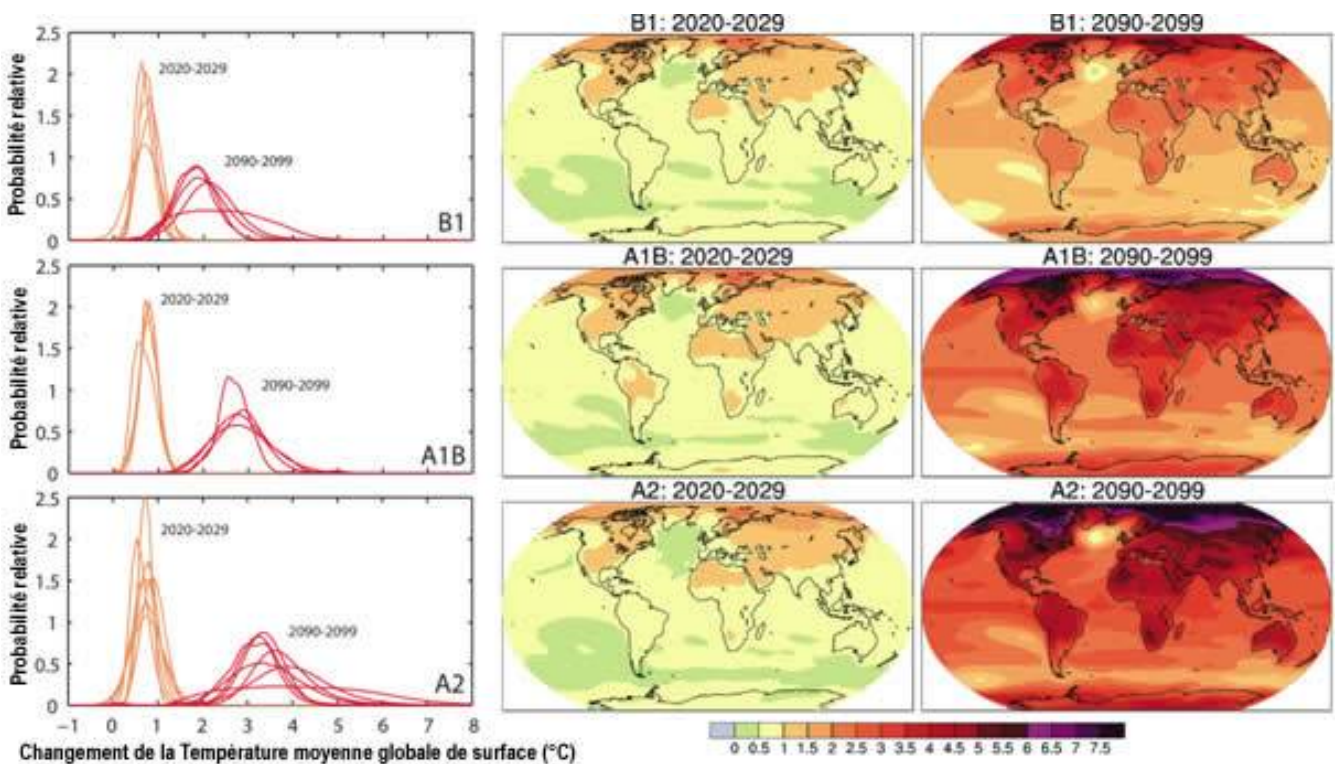 B1: 2020-2029
B1: 2090-2099
2.5
2
1.5
1
0.5
0
Probabilité relative
2020-2029
2090-2099
B1
A1B: 2020-2029
A1B: 2090-2099
2.5
2
1.5
1
0.5
0
Probabilité relative
2020-2029
2090-2099
A1B
A2: 2020-2029
A2: 2090-2099
2.5
2
1.5
1
0.5
0
Probabilité relative
2020-2029
2090-2099
A2
-1 0 1 2 3 4 5 6 7 8
Changement de la Température moyenne globale de surface (°C)
0 0.5 1 1.5 2 2.5 3 3.5 4 4.5 5 5.5 6 6.5 7 7.5